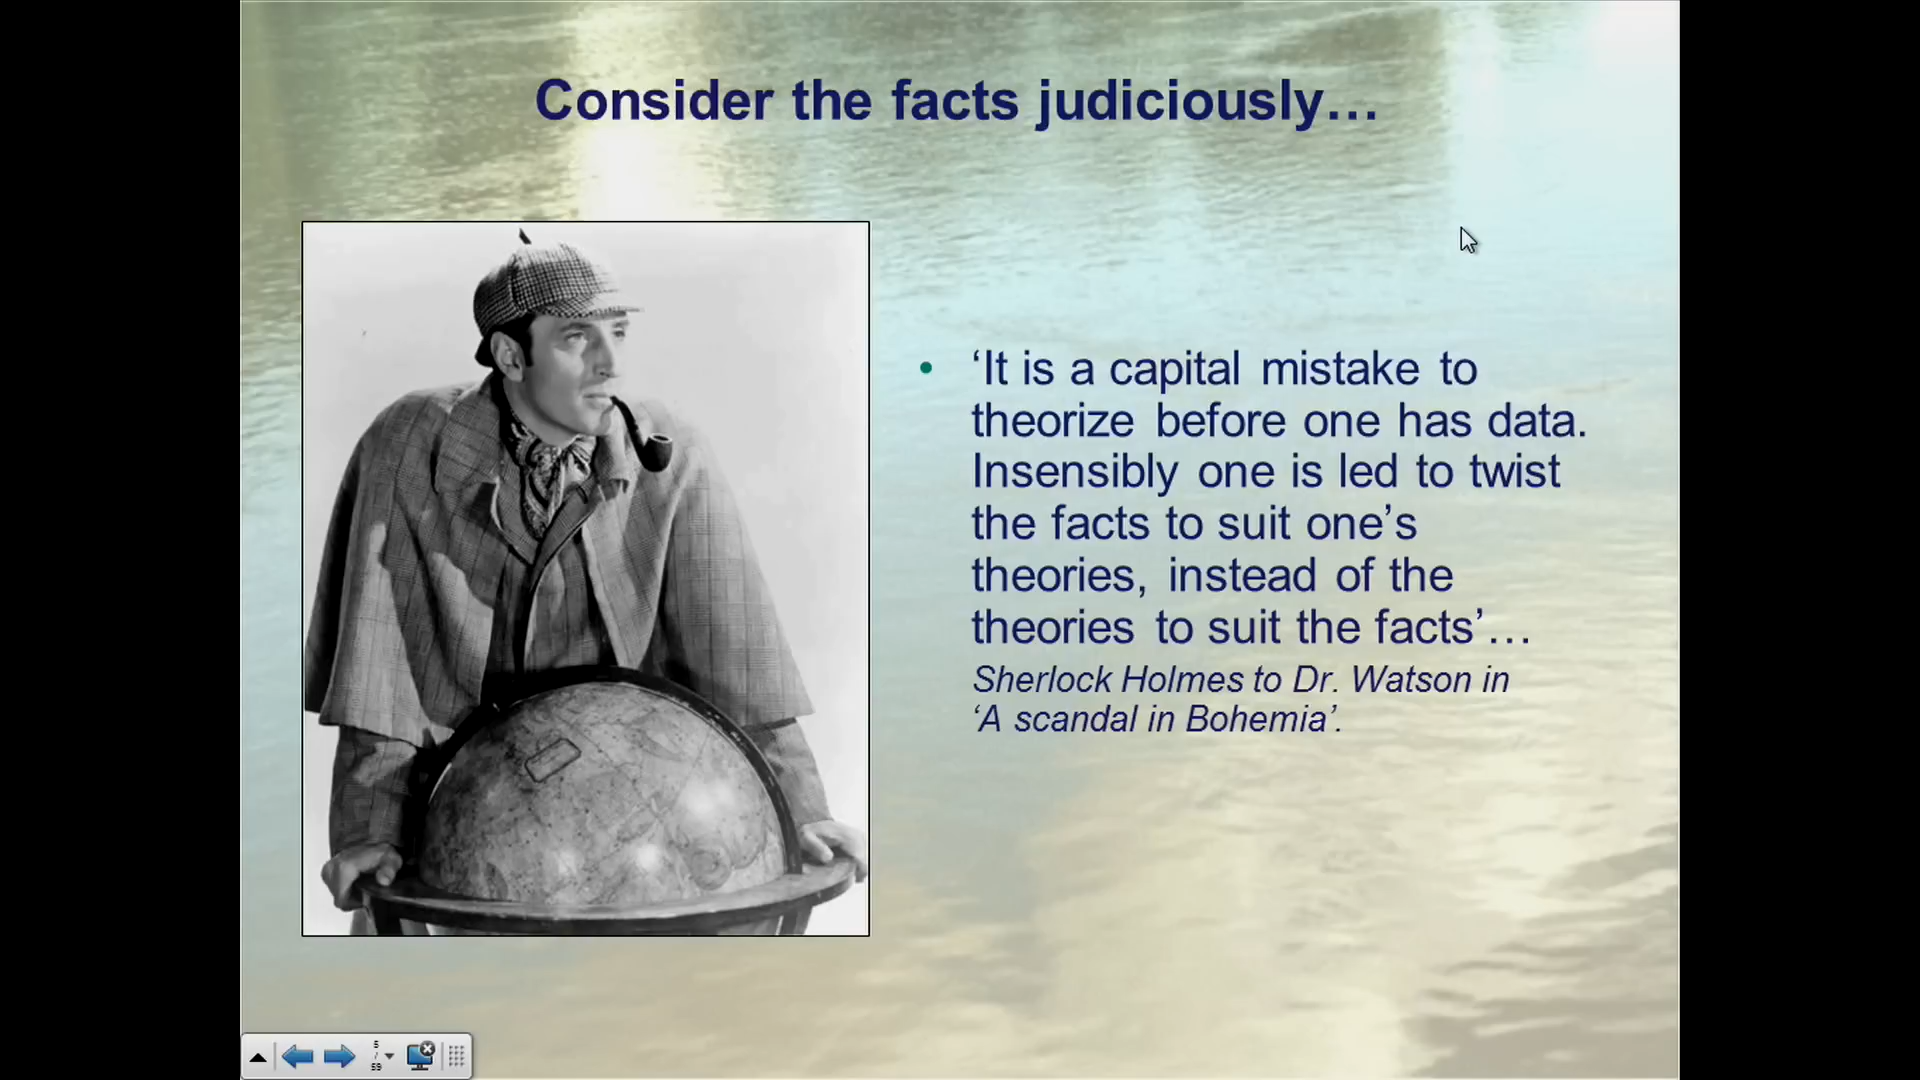 Consider the facts judiciously…
• ‘It is a capital mistake to
theorize before one has data.
Insensibly one is led to twist
the facts to suit one’s
theories, instead of the
theories to suit the facts’…
Sherlock Holmes to Dr. Watson in
‘A scandal in Bohemia’.
5
/
59